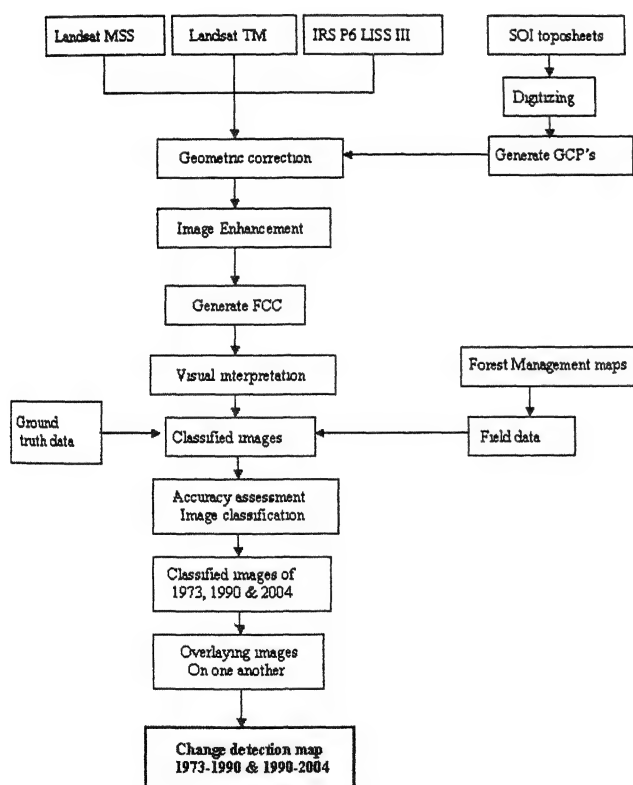 Landsat MSS
Landsat TM
IRS P6 LISS III
SOI toposheets
Digitizing
Geometric correction
Generate GCP's
Image Enhancement
Generate FCC
Visual interpretation
Forest Management maps
Ground
truth data
Classified images
Field data
Accuracy assessment
Image classification
Classified images of
1973, 1990 & 2004
Overlaying images
On one another
Change detection map
1973-1990 & 1990-2004